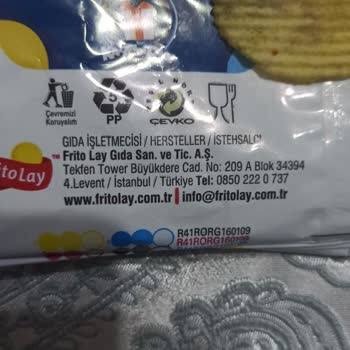 5
PP
ÇEVKO
Çevremizi
Koruyalım
GIDA İŞLETMECİSİ / HERSTELLER / İSTEHSALÇI
Frito Lay Gıda San. ve Tic. A.Ş.
Tekfen Tower Büyükdere Cad. No: 209 A Blok 34394
4.Levent / İstanbul / Türkiye Tel: 0850 222 0 737
www.fritolay.com.tr | info@fritolay.com.tr
ritoLay™
R41RORG160109
R41RORG160109